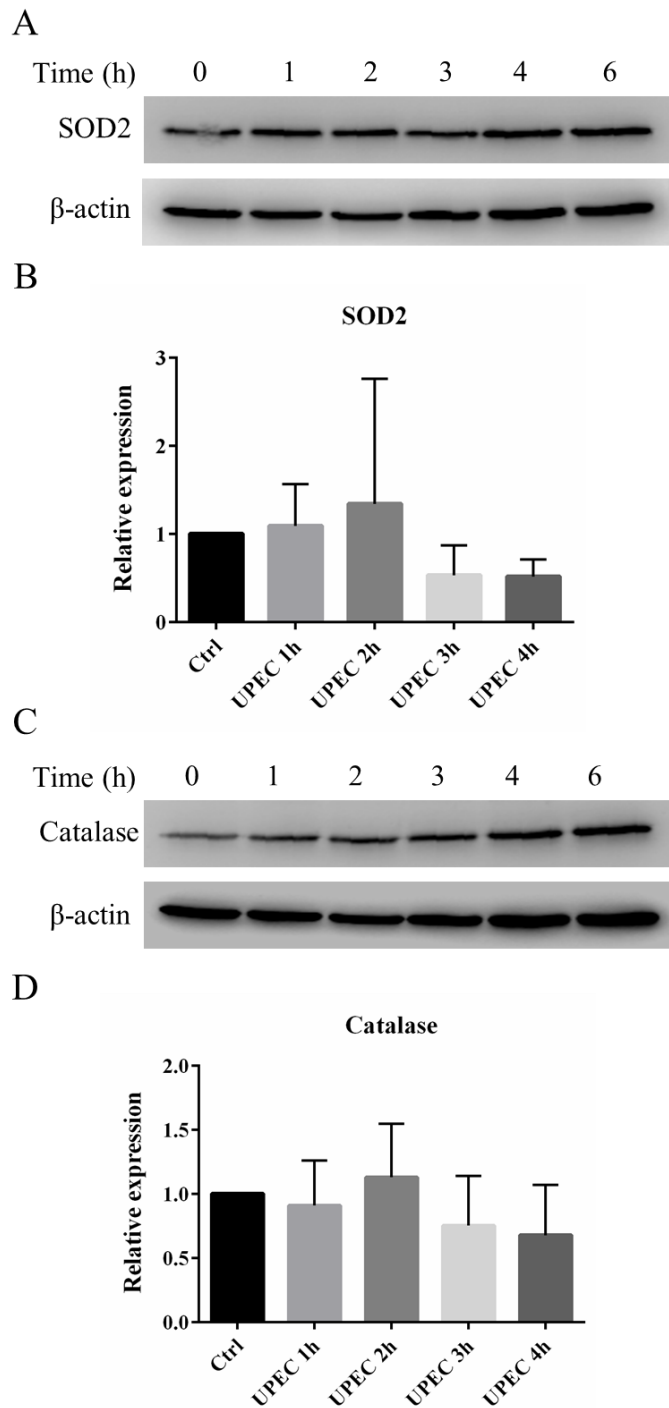 A
Time (h) 0 1 2 3 4 6
SOD2
β-actin
B
SOD2
Relative expression
3
2
1
0
Ctrl
UPEC 1h
UPEC 2h
UPEC 3h
UPEC 4h
C
Time (h) 0 1 2 3 4 6
Catalase
β-actin
D
Catalase
Relative expression
2.0
1.5
1.0
0.5
0.0
Ctrl
UPEC 1h
UPEC 2h
UPEC 3h
UPEC 4h